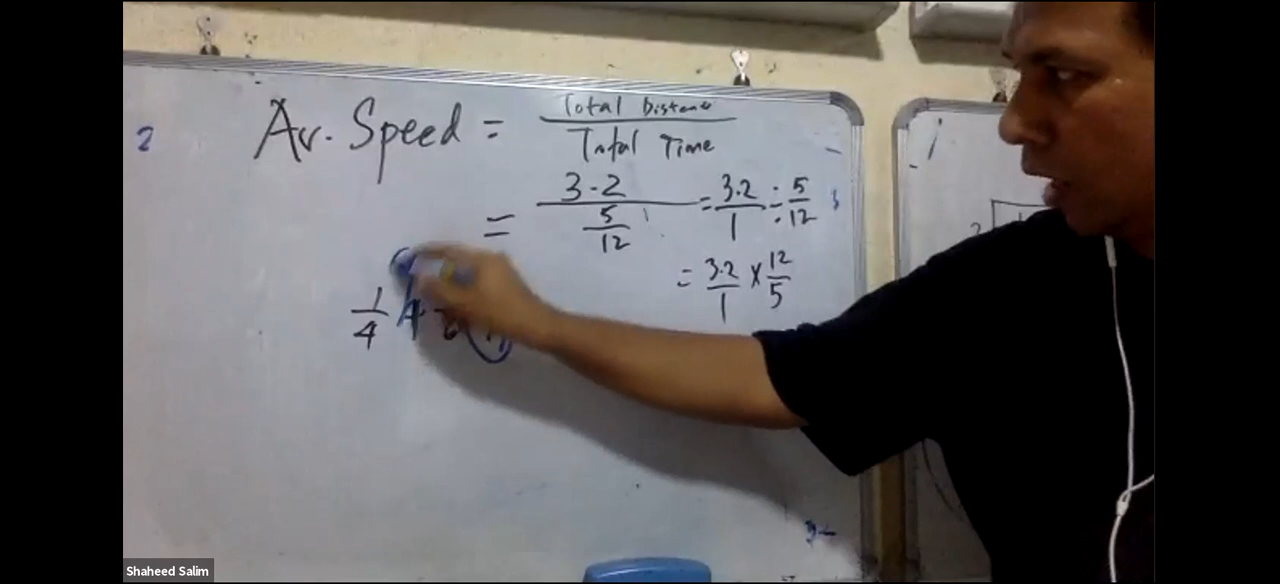 2
Av. Speed = Total Distance / Total Time
= 3.2 / (5/12) = 3.2/1 ÷ 5/12
= 3.2/1 × 12/5
1/4
Shaheed Salim